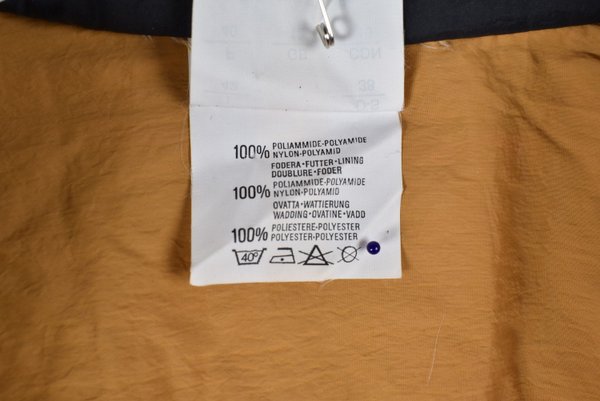 100% POLIAMMIDE-POLYAMIDE
NYLON-POLYAMID
FODERA·FUTTER·LINING
DOUBLURE·FODER
100% POLIAMMIDE-POLYAMIDE
NYLON-POLYAMID
OVATTA·WATTIERUNG
WADDING·OVATINE·VADD
100% POLIESTERE-POLYESTER
POLYESTER-POLYESTER
40°